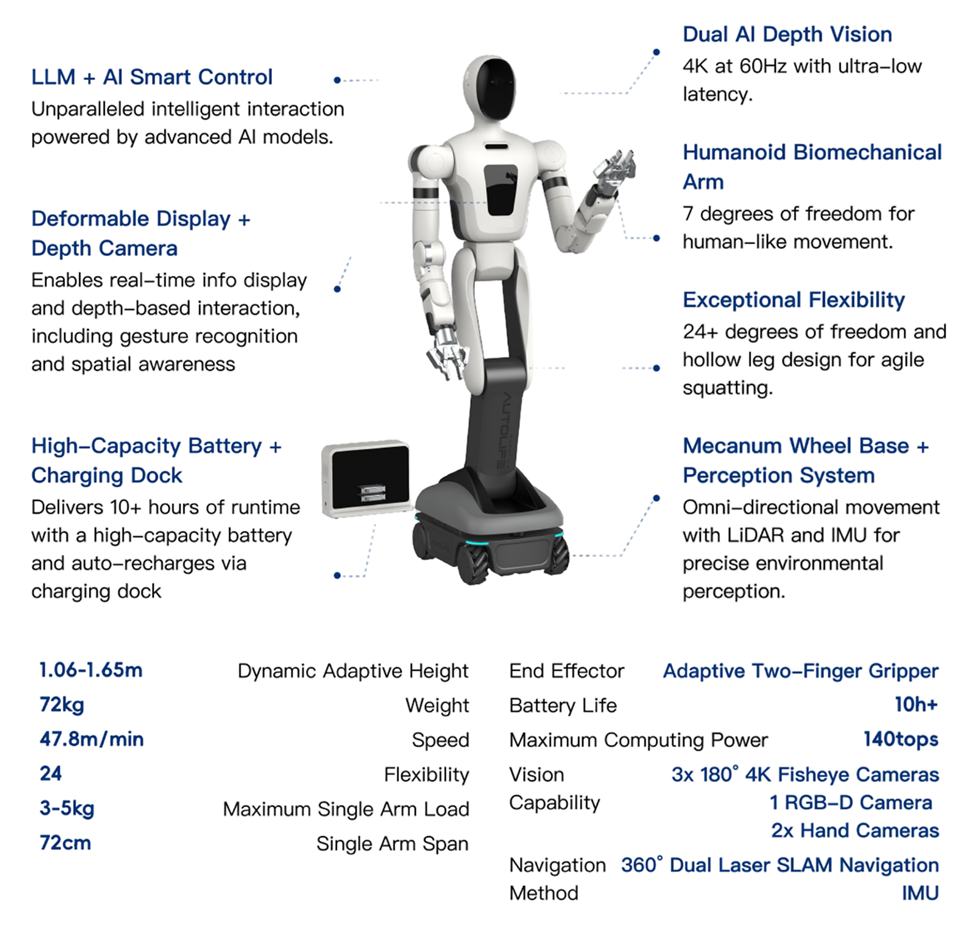 LLM + AI Smart Control
Unparalleled intelligent interaction
powered by advanced AI models.
Deformable Display +
Depth Camera
Enables real-time info display
and depth-based interaction,
including gesture recognition
and spatial awareness
High-Capacity Battery +
Charging Dock
Delivers 10+ hours of runtime
with a high-capacity battery
and auto-recharges via
charging dock
Dual AI Depth Vision
4K at 60Hz with ultra-low
latency.
Humanoid Biomechanical
Arm
7 degrees of freedom for
human-like movement.
Exceptional Flexibility
24+ degrees of freedom and
hollow leg design for agile
squatting.
Mecanum Wheel Base +
Perception System
Omni-directional movement
with LiDAR and IMU for
precise environmental
perception.
AUTOLIFE
1.06-1.65m Dynamic Adaptive Height
72kg Weight
47.8m/min Speed
24 Flexibility
3-5kg Maximum Single Arm Load
72cm Single Arm Span
End Effector Adaptive Two-Finger Gripper
Battery Life 10h+
Maximum Computing Power 140tops
Vision 3x 180° 4K Fisheye Cameras
Capability 1 RGB-D Camera
2x Hand Cameras
Navigation 360° Dual Laser SLAM Navigation
Method IMU